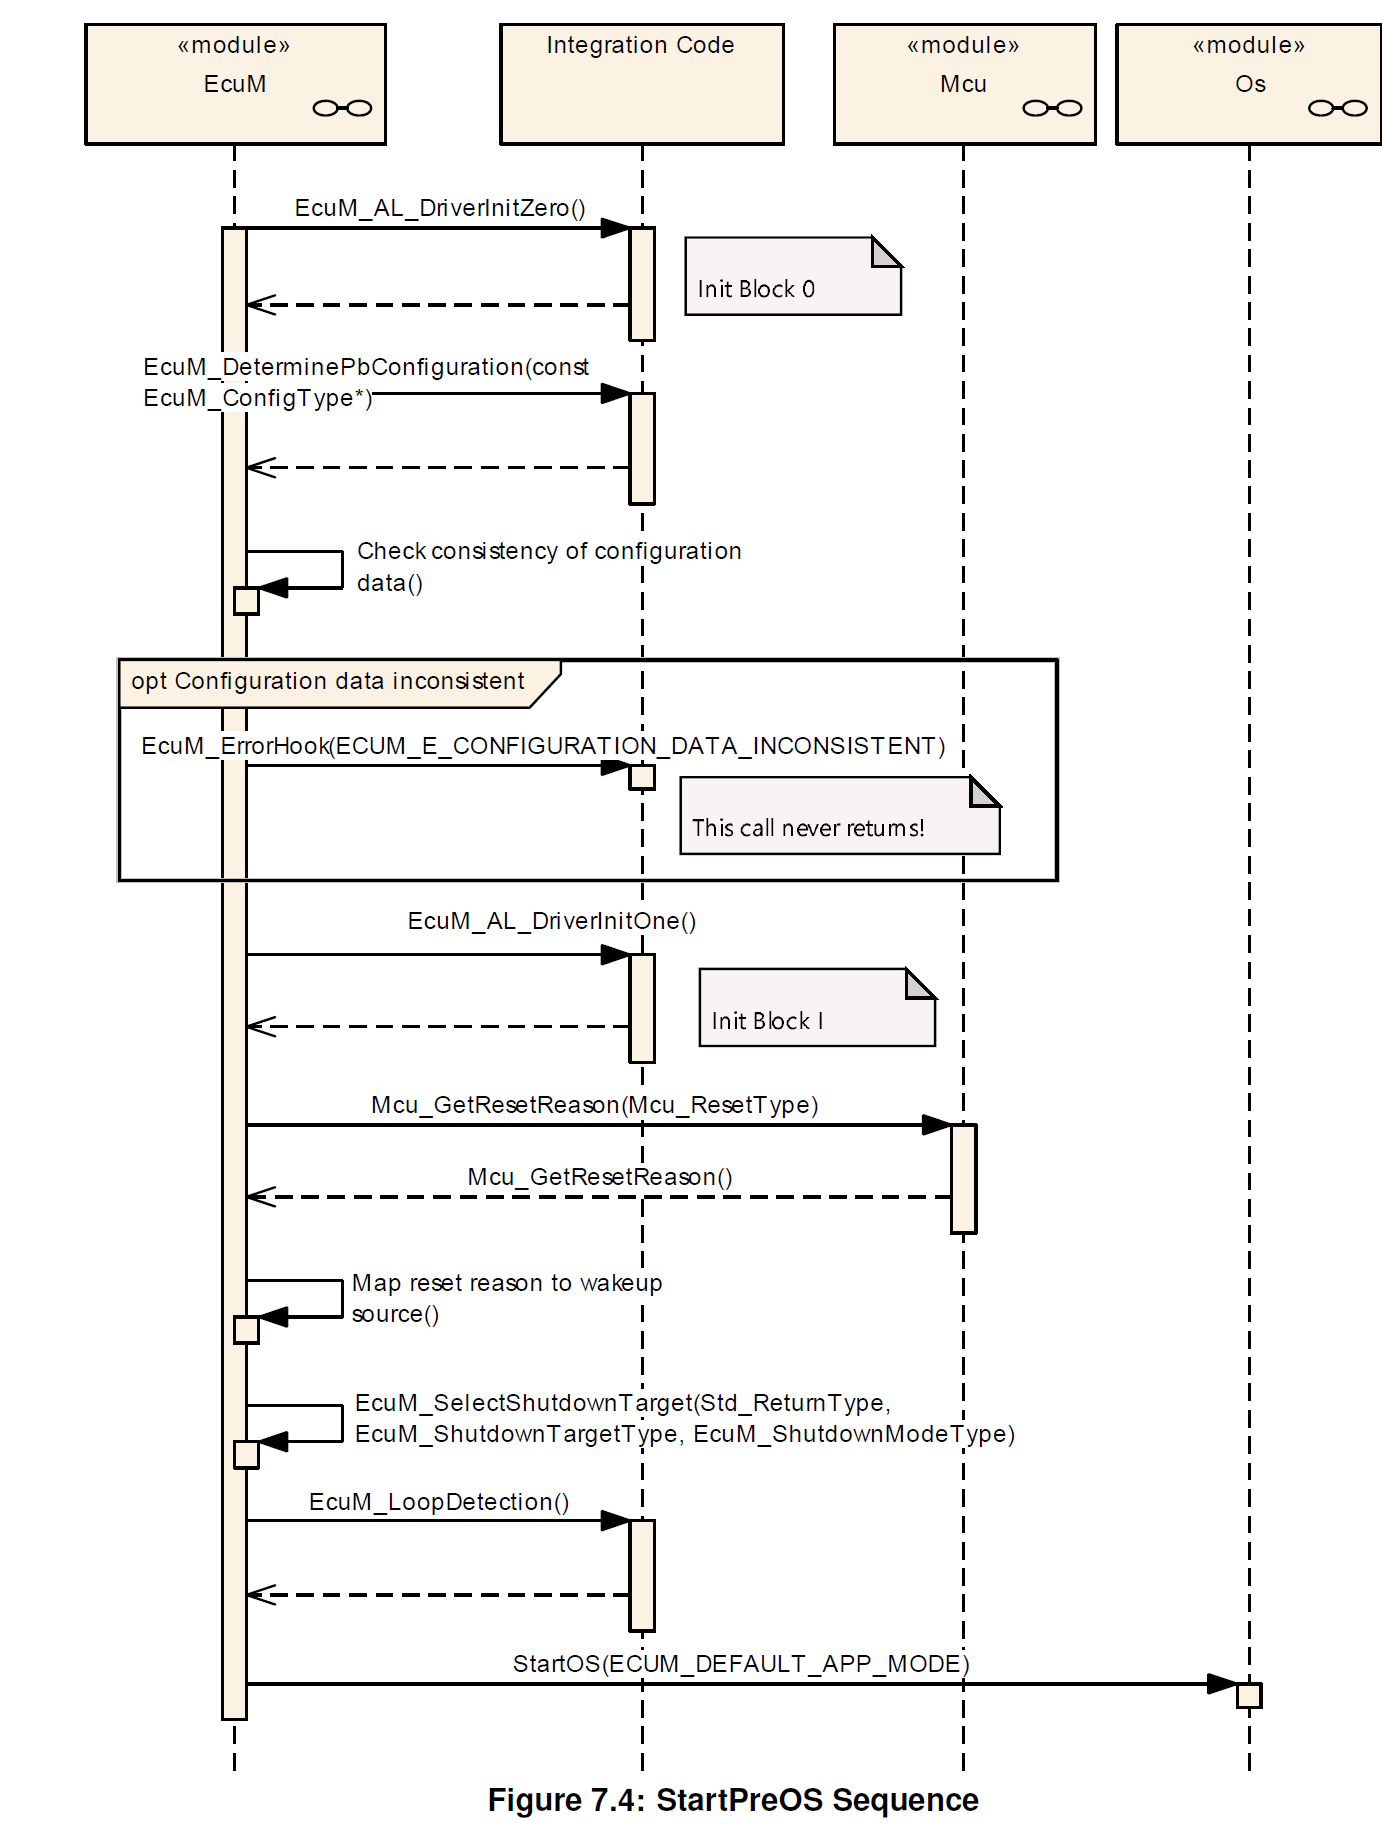 «module»
EcuM
Integration Code
«module»
Mcu
«module»
Os
EcuM_AL_DriverInitZero()
Init Block 0
EcuM_DeterminePbConfiguration(const
EcuM_ConfigType*)
Check consistency of configuration
data()
opt Configuration data inconsistent
EcuM_ErrorHook(ECUM_E_CONFIGURATION_DATA_INCONSISTENT)
This call never returns!
EcuM_AL_DriverInitOne()
Init Block I
Mcu_GetResetReason(Mcu_ResetType)
Mcu_GetResetReason()
Map reset reason to wakeup
source()
EcuM_SelectShutdownTarget(Std_ReturnType,
EcuM_ShutdownTargetType, EcuM_ShutdownModeType)
EcuM_LoopDetection()
StartOS(ECUM_DEFAULT_APP_MODE)
Figure 7.4: StartPreOS Sequence